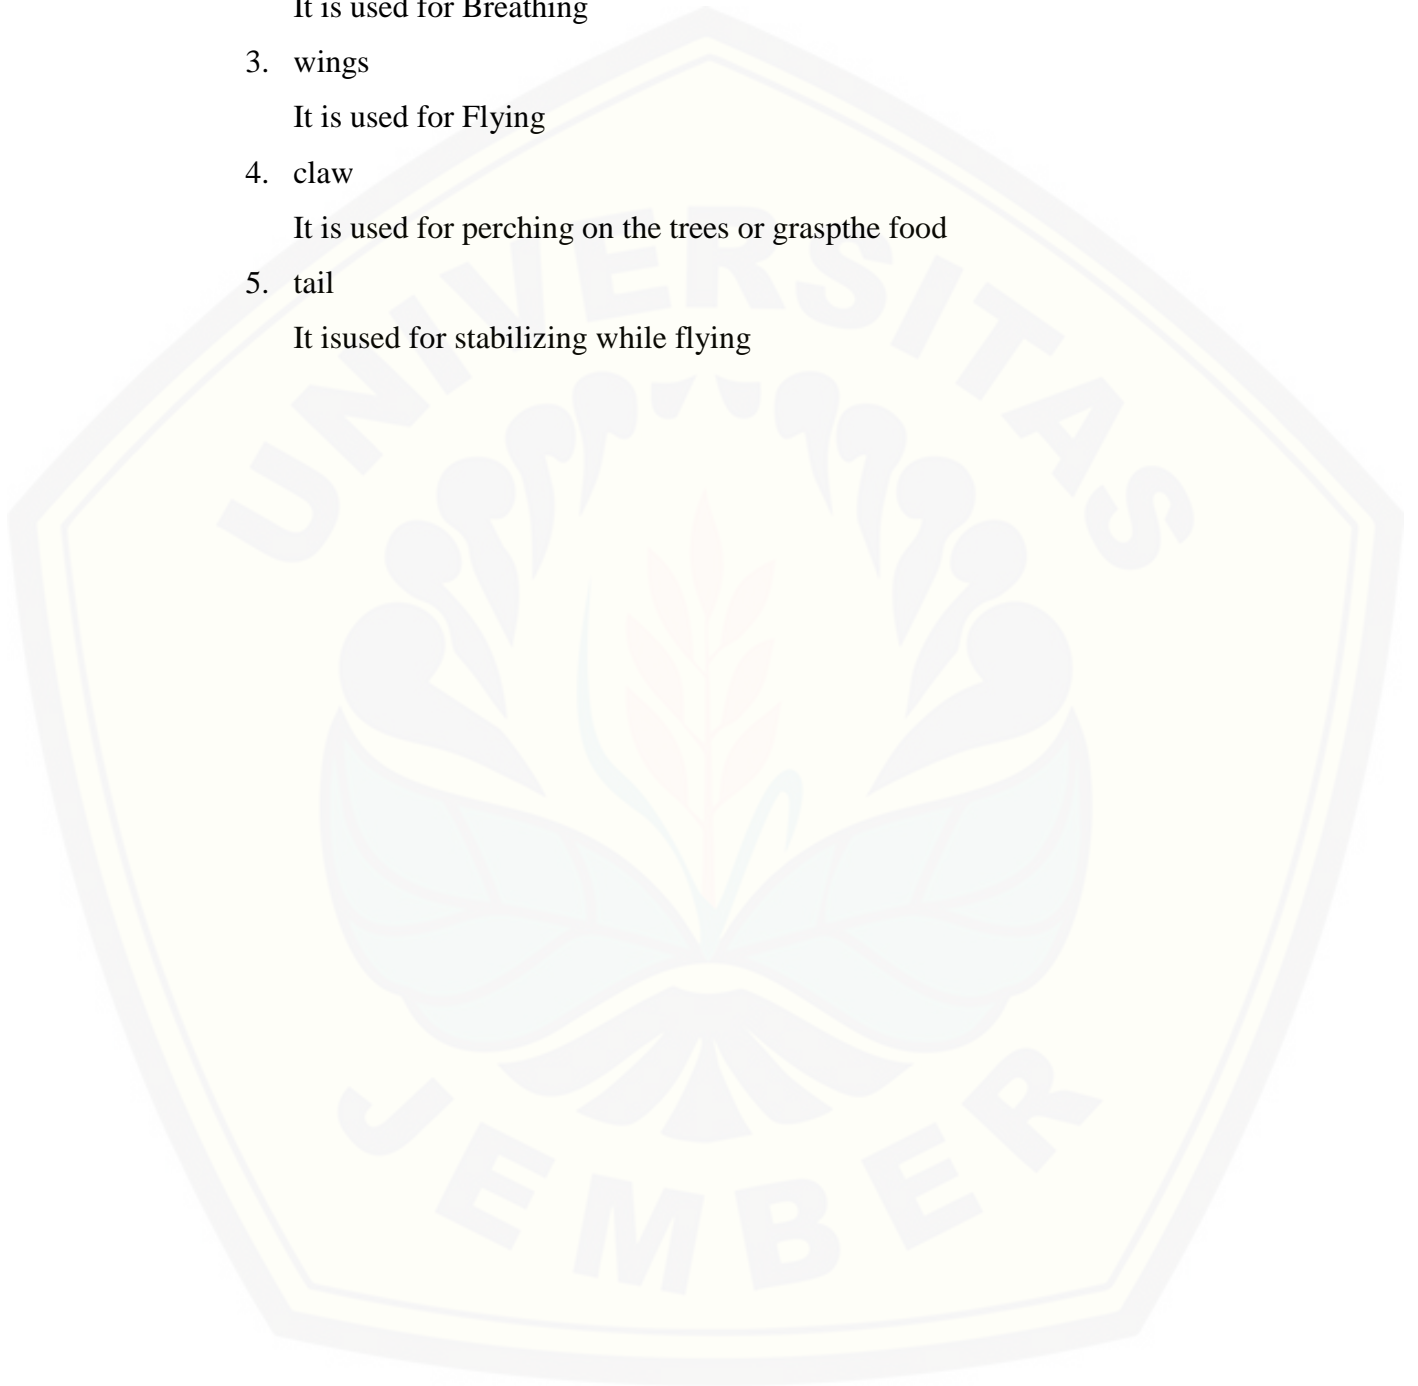 It is used for Breathing
3. wings
It is used for Flying
4. claw
It is used for perching on the trees or graspthe food
5. tail
It isused for stabilizing while flying
UNIVERSITAS
JEMBER